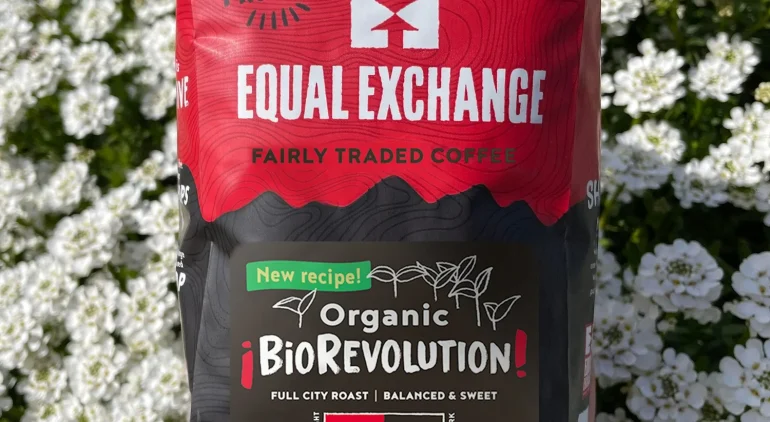 EQUAL EXCHANGE
FAIRLY TRADED COFFEE
New recipe!
Organic
¡BIOREVOLUTION!
FULL CITY ROAST | BALANCED & SWEET